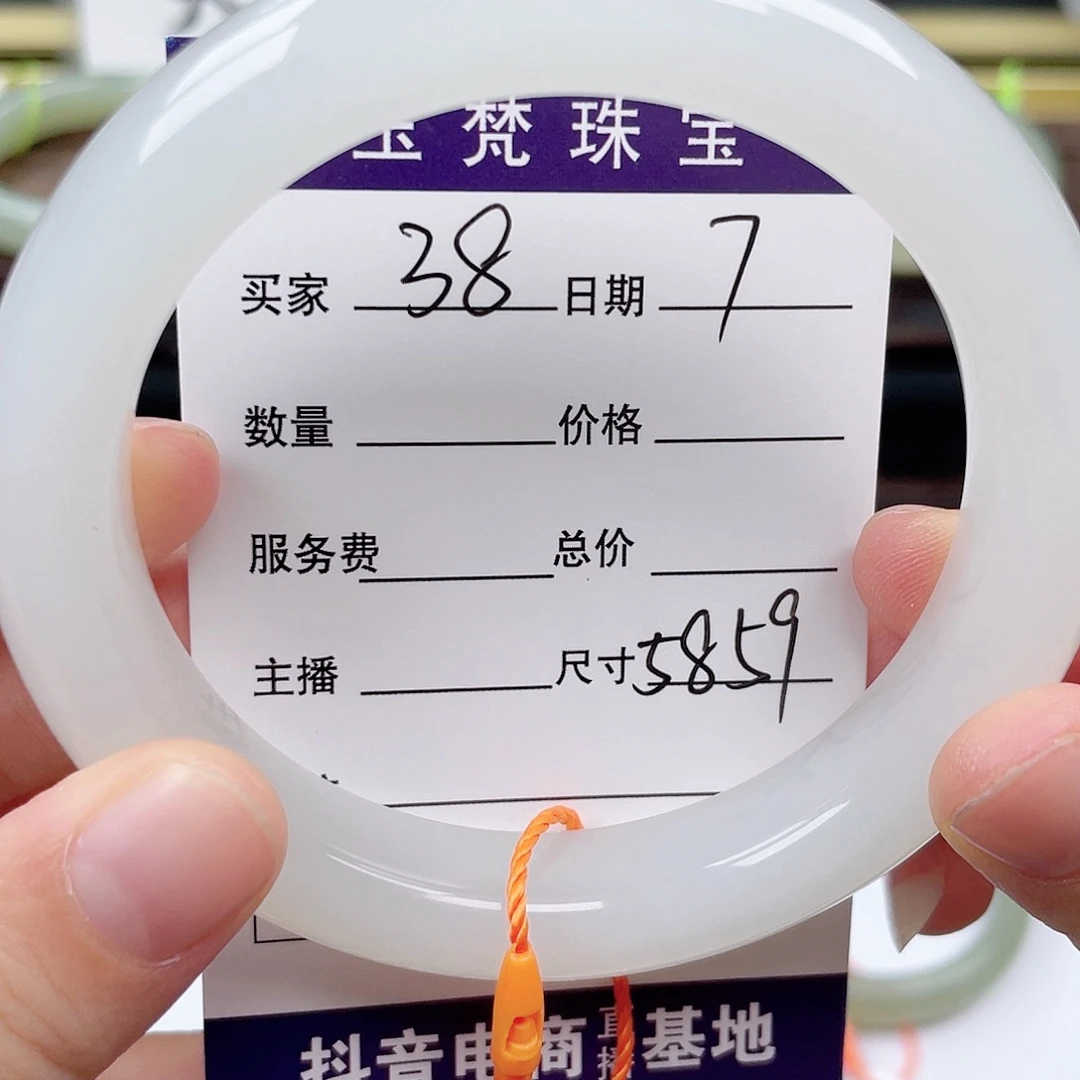 玉梵珠宝
买家 38 日期 7
数量 价格
服务费 总价
主播 尺寸 5859
抖音电商直播基地